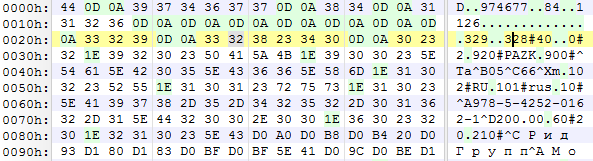 0000h: 44 0D 0A 39 37 34 36 37 37 0D 0A 38 34 0D 0A 31 D..974677..84..1
0010h: 31 32 36 0D 0A 0D 0A 0D 0A 0D 0A 0D 0A 0D 0A 0D 126.............
0020h: 0A 33 32 39 0D 0A 33 32 38 23 34 30 0D 0A 30 23 .329..328#40..0#
0030h: 32 1E 39 32 30 23 50 41 5A 4B 1E 39 30 30 23 5E 2.920#PAZK.900#^
0040h: 54 61 5E 42 30 35 5E 43 36 36 5E 58 6D 1E 31 30 Ta^B05^C66^Xm.10
0050h: 32 23 52 55 1E 31 30 31 23 72 75 73 1E 31 30 23 2#RU.101#rus.10#
0060h: 5E 41 39 37 38 2D 35 2D 34 32 35 32 2D 30 31 36 ^A978-5-4252-016
0070h: 32 2D 31 5E 44 32 30 30 2E 30 30 1E 36 30 23 32 2-1^D200.00.60#2
0080h: 30 1E 32 31 30 23 5E 43 D0 A0 D0 B8 D0 B4 20 D0 0.210#^CРид
0090h: 93 D1 80 D1 83 D0 BF D0 BF 5E 41 D0 9C D0 BE D1 Групп^AМо